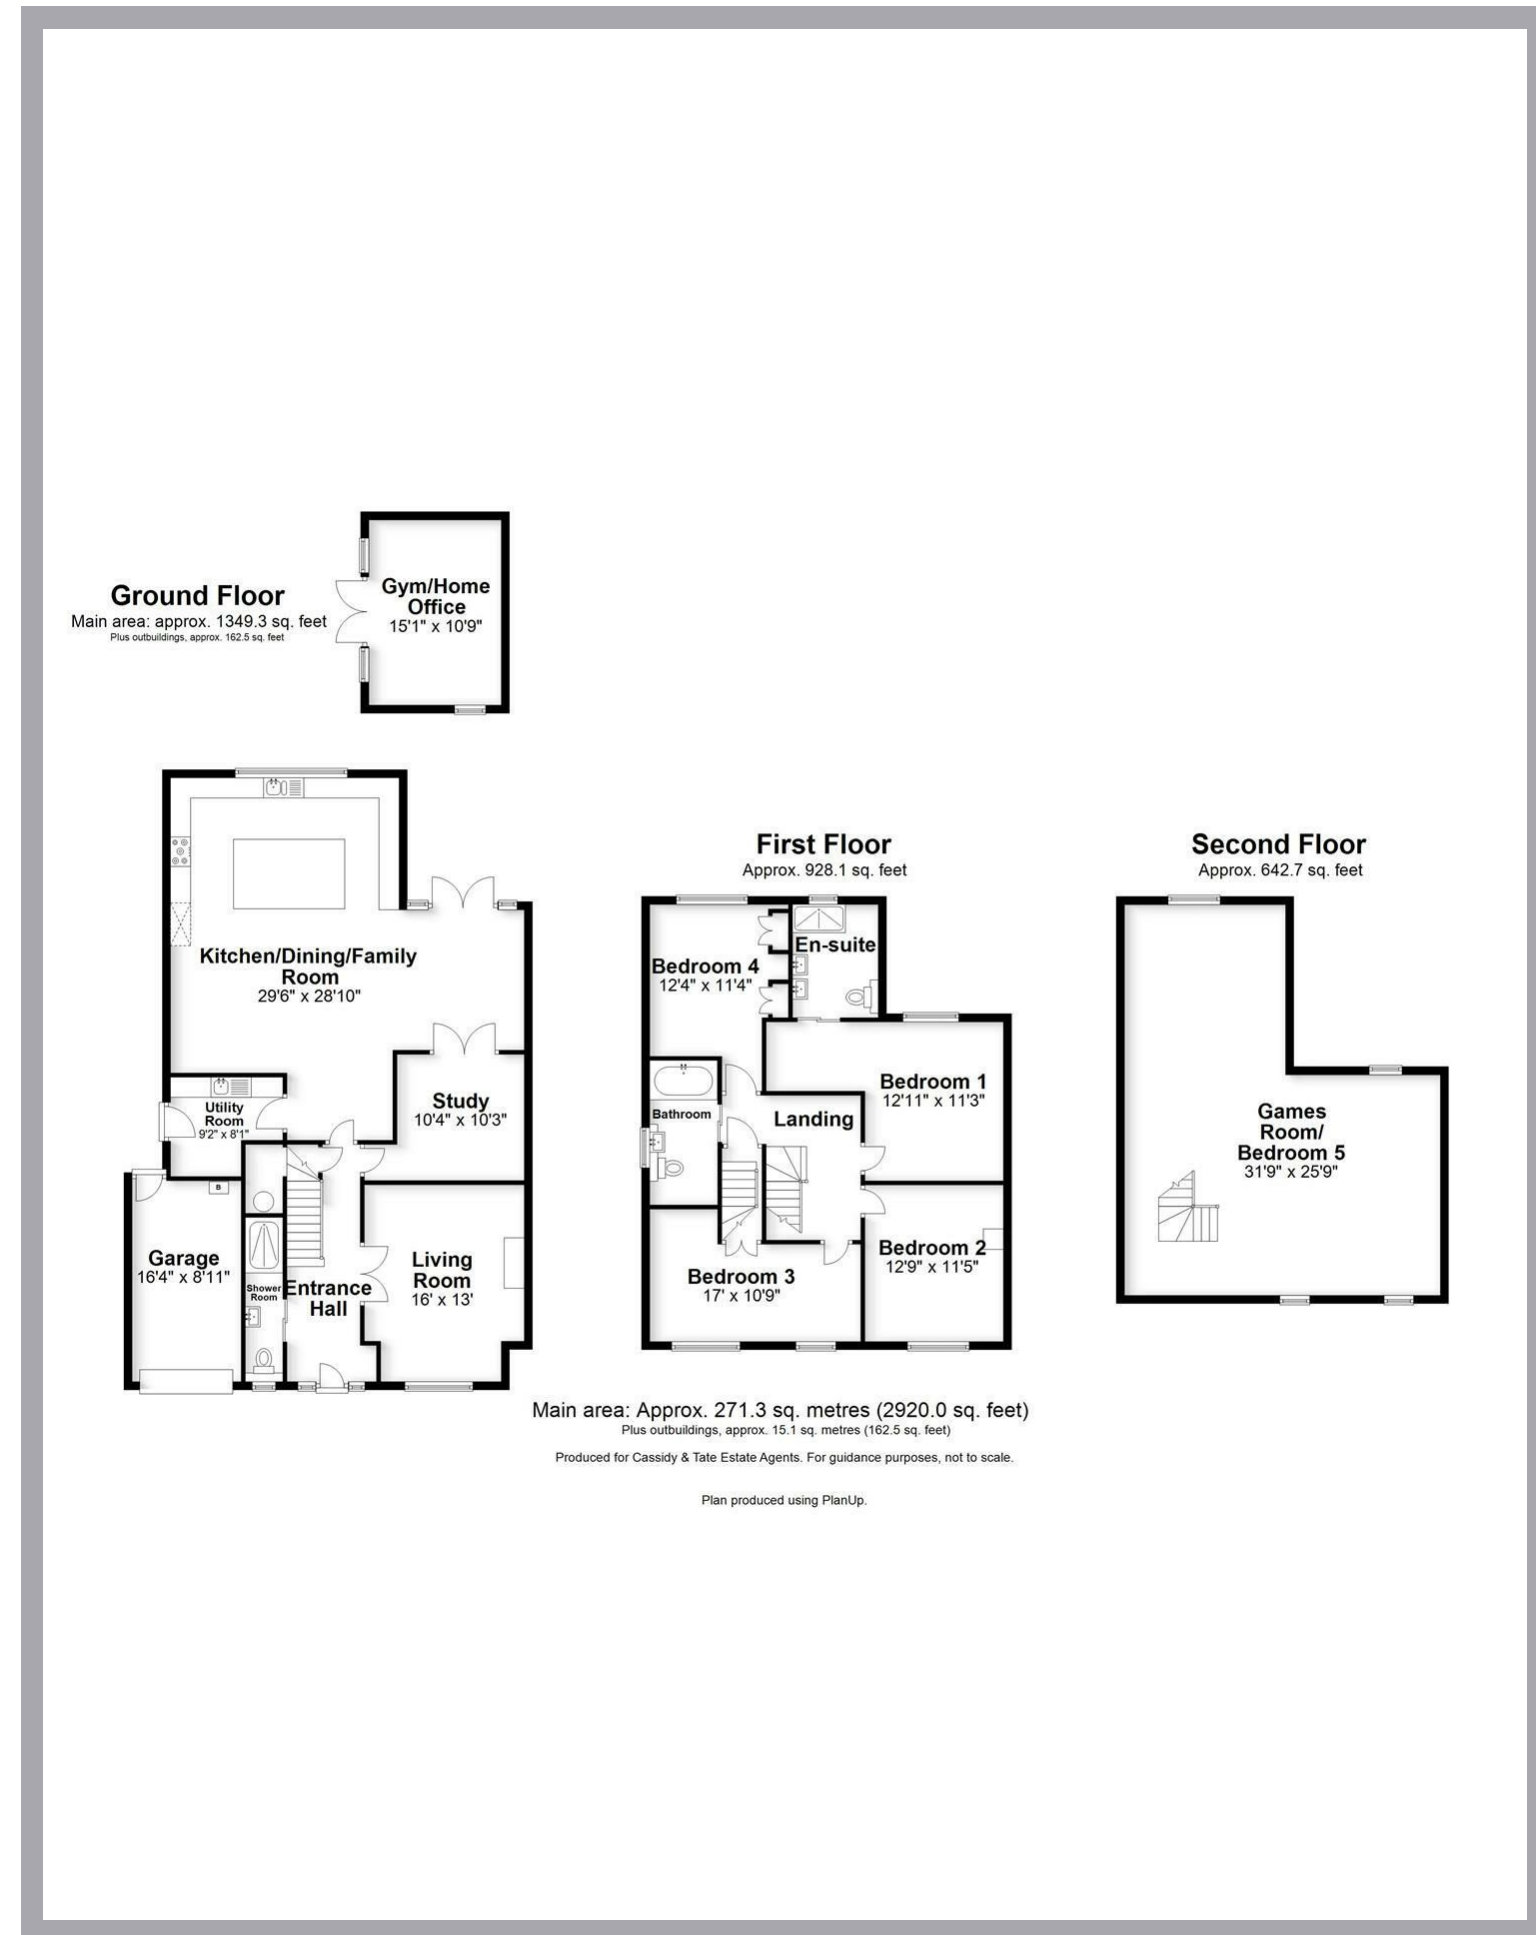 Gym/Home
Office
15'1" x 10'9"
Ground Floor
Main area: approx. 1349.3 sq. feet
Plus outbuildings, approx. 162.5 sq. feet
Kitchen/Dining/Family
Room
29'6" x 28'10"
Utility
Room
9'2" x 8'1"
Study
10'4" x 10'3"
B
Garage
16'4" x 8'11"
Shower
Room
Entrance
Hall
Living
Room
16' x 13'
First Floor
Approx. 928.1 sq. feet
Bedroom 4
12'4" x 11'4"
En-suite
Bedroom 1
12'11" x 11'3"
Bathroom
Landing
Bedroom 2
12'9" x 11'5"
Bedroom 3
17' x 10'9"
Second Floor
Approx. 642.7 sq. feet
Games
Room/
Bedroom 5
31'9" x 25'9"
Main area: Approx. 271.3 sq. metres (2920.0 sq. feet)
Plus outbuildings, approx. 15.1 sq. metres (162.5 sq. feet)
Produced for Cassidy & Tate Estate Agents. For guidance purposes, not to scale.
Plan produced using PlanUp.